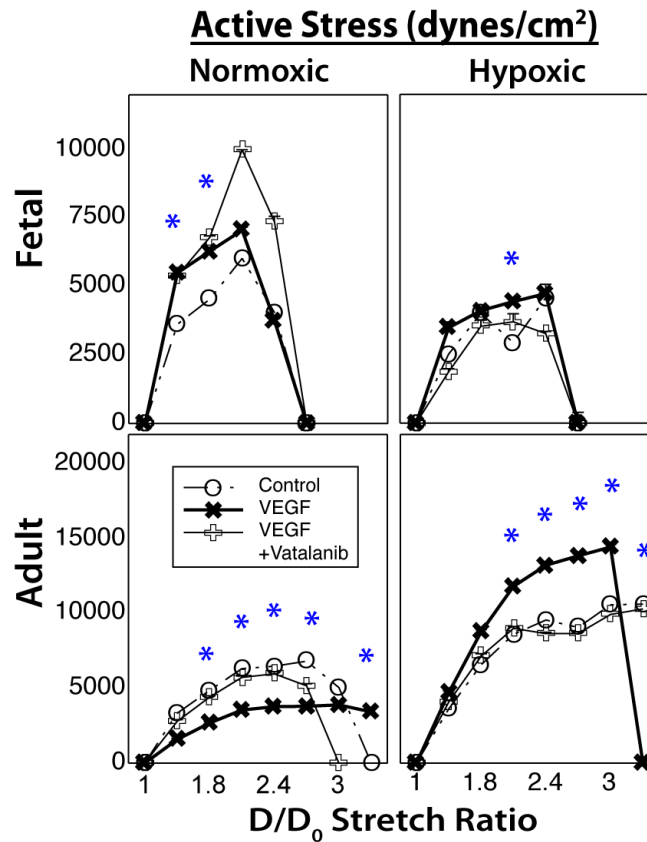 Active Stress (dynes/cm²)
Normoxic Hypoxic
Fetal
10000
7500
5000
2500
0
* *
*
Adult
20000
15000
10000
5000
0
Control
VEGF
VEGF
+Vatalanib
* * * * *
* * * * *
1 1.8 2.4 3 1 1.8 2.4 3
D/D₀ Stretch Ratio